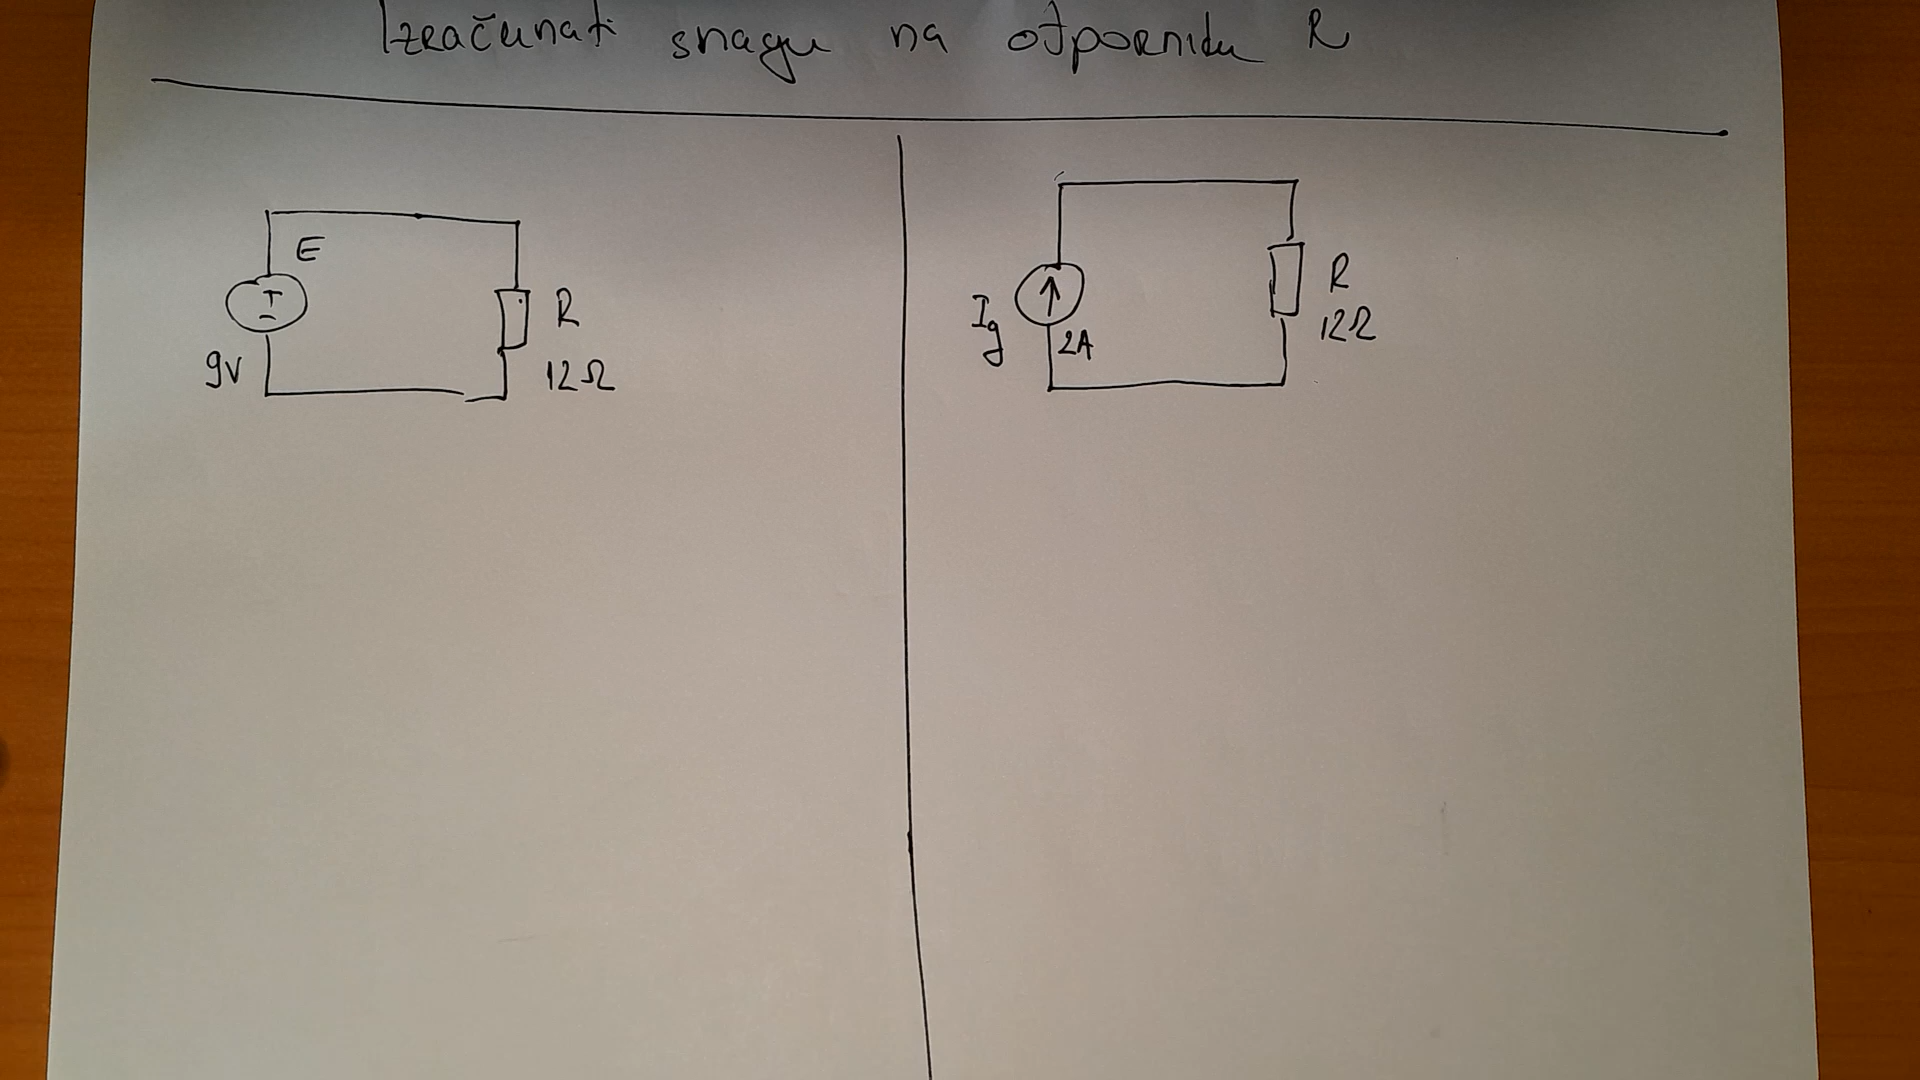 Izračunati snagu na otporniku R
E
9V
R
12Ω
Ig
2A
R
12Ω